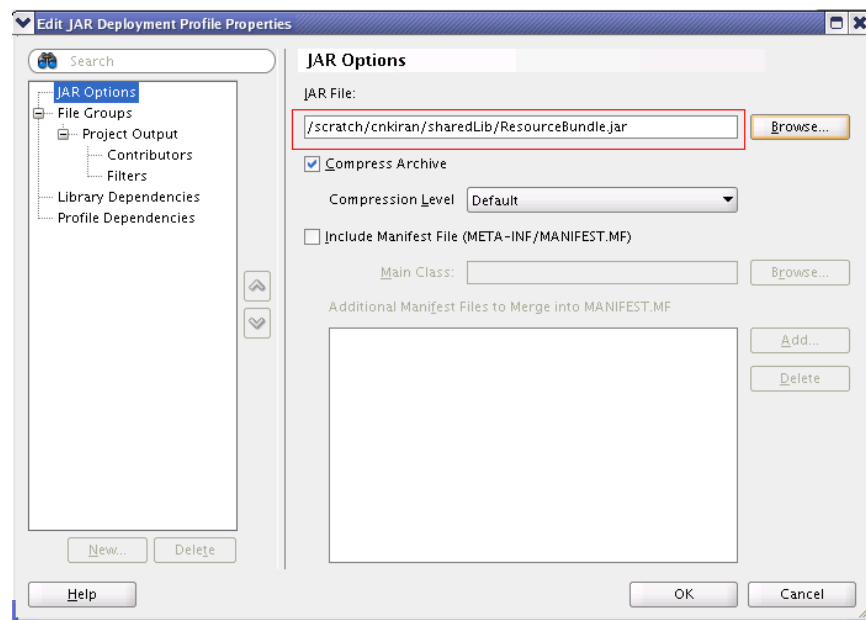 Edit JAR Deployment Profile Properties
Search
JAR Options
File Groups
Project Output
Contributors
Filters
Library Dependencies
Profile Dependencies
New...
Delete
JAR Options
JAR File:
/scratch/cnkiran/sharedLib/ResourceBundle.jar
Browse...
Compress Archive
Compression Level
Default
Include Manifest File (META-INF/MANIFEST.MF)
Main Class:
Browse...
Additional Manifest Files to Merge into MANIFEST.MF
Add...
Delete
Help
OK
Cancel